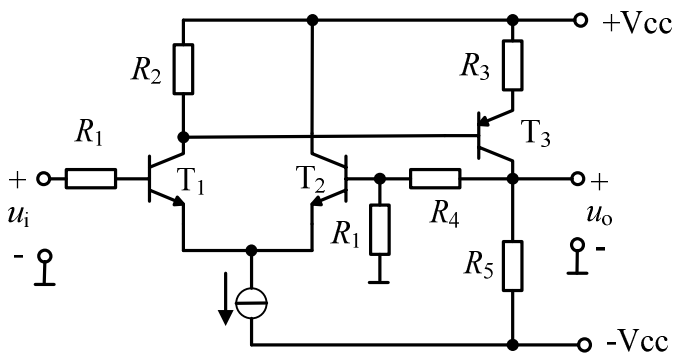 +Vcc
R2
R3
R1
T3
+
T1
T2
+
ui
R1
R4
uo
-
-
R5
-Vcc